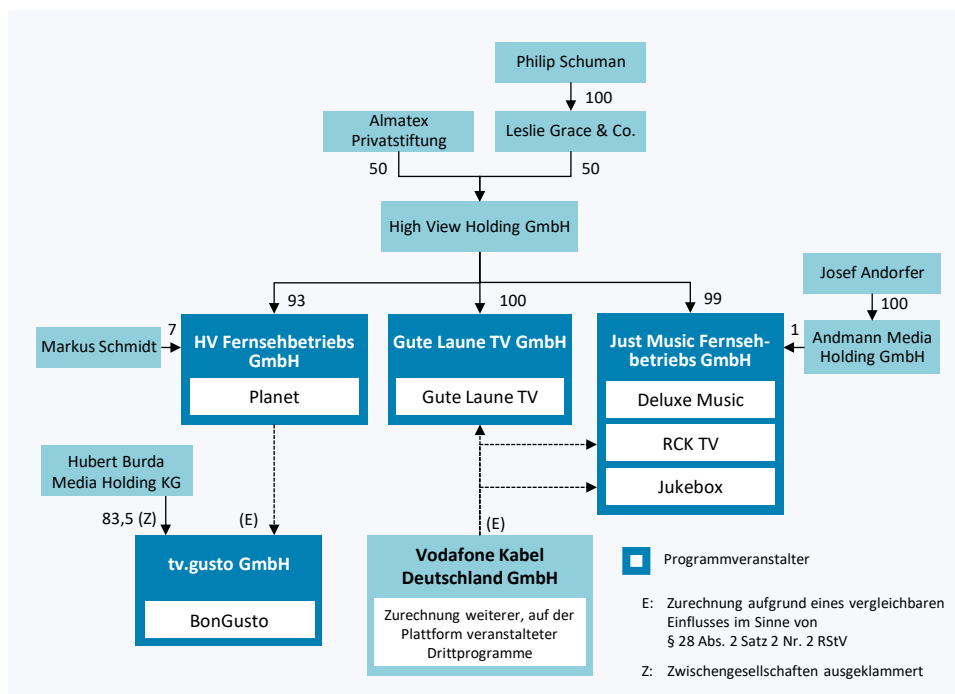 Philip Schuman
100
Almatex
Privatstiftung
Leslie Grace & Co.
50
50
High View Holding GmbH
Josef Andorfer
93
100
99
100
Markus Schmidt
7
HV Fernsehbetriebs
GmbH
Planet
Gute Laune TV GmbH
Gute Laune TV
Just Music Fernseh-
betriebs GmbH
Deluxe Music
RCK TV
Jukebox
1
Andmann Media
Holding GmbH
Hubert Burda
Media Holding KG
83,5 (Z)
(E)
(E)
tv.gusto GmbH
BonGusto
Vodafone Kabel
Deutschland GmbH
Zurechnung weiterer, auf der
Plattform veranstalteter
Drittprogramme
Programmveranstalter
E: Zurechnung aufgrund eines vergleichbaren
Einflusses im Sinne von
§ 28 Abs. 2 Satz 2 Nr. 2 RStV
Z: Zwischengesellschaften ausgeklammert